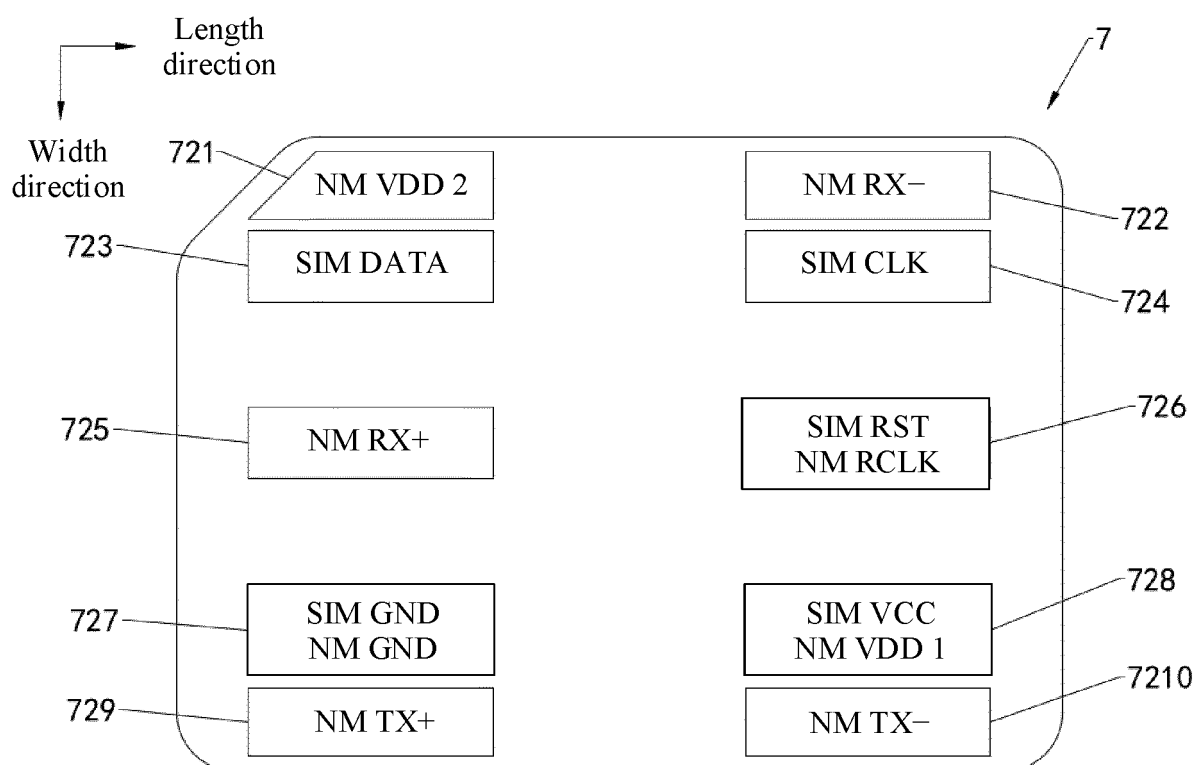 Length
direction
7
Width
direction
721
NM VDD 2
NM RX−
722
723
SIM DATA
SIM CLK
724
725
NM RX+
SIM RST
NM RCLK
726
727
SIM GND
NM GND
SIM VCC
NM VDD 1
728
729
NM TX+
NM TX−
7210